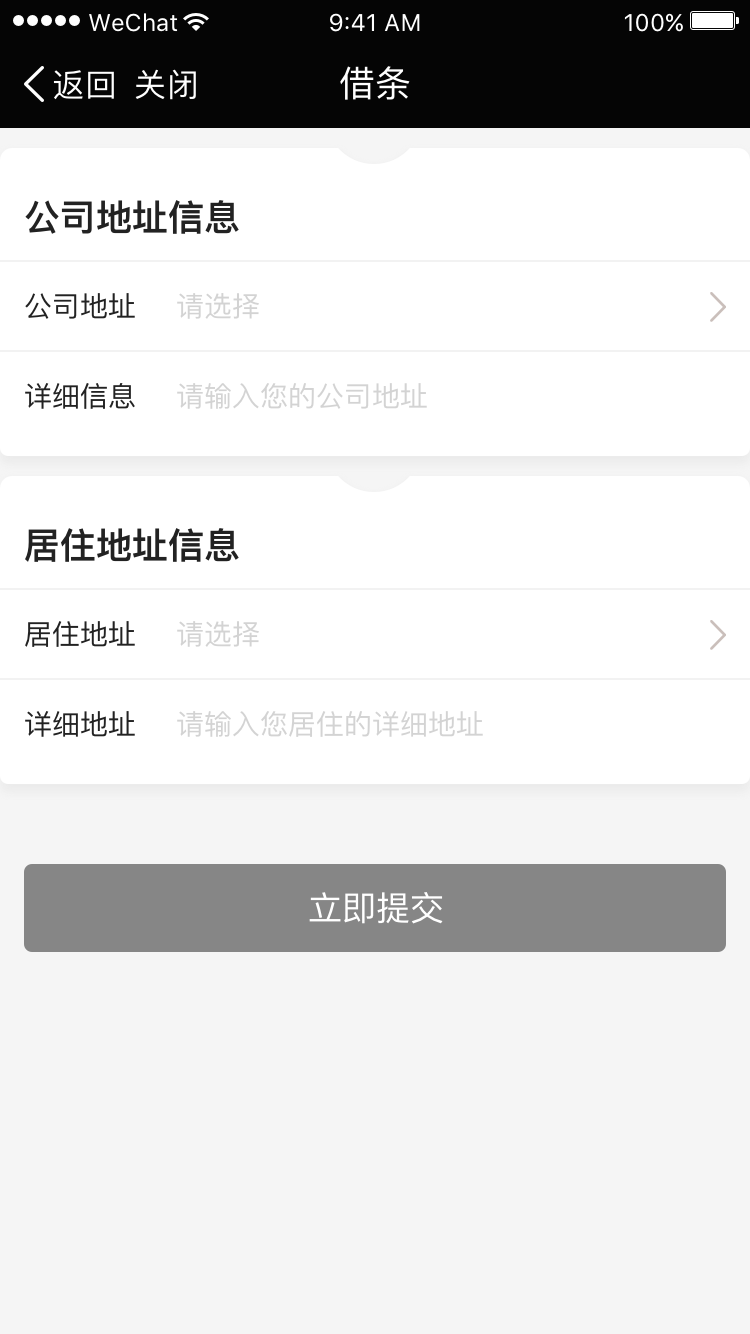 WeChat 9:41 AM 100%
返回 关闭 借条
公司地址信息
公司地址 请选择
详细信息 请输入您的公司地址
居住地址信息
居住地址 请选择
详细地址 请输入您居住的详细地址
立即提交